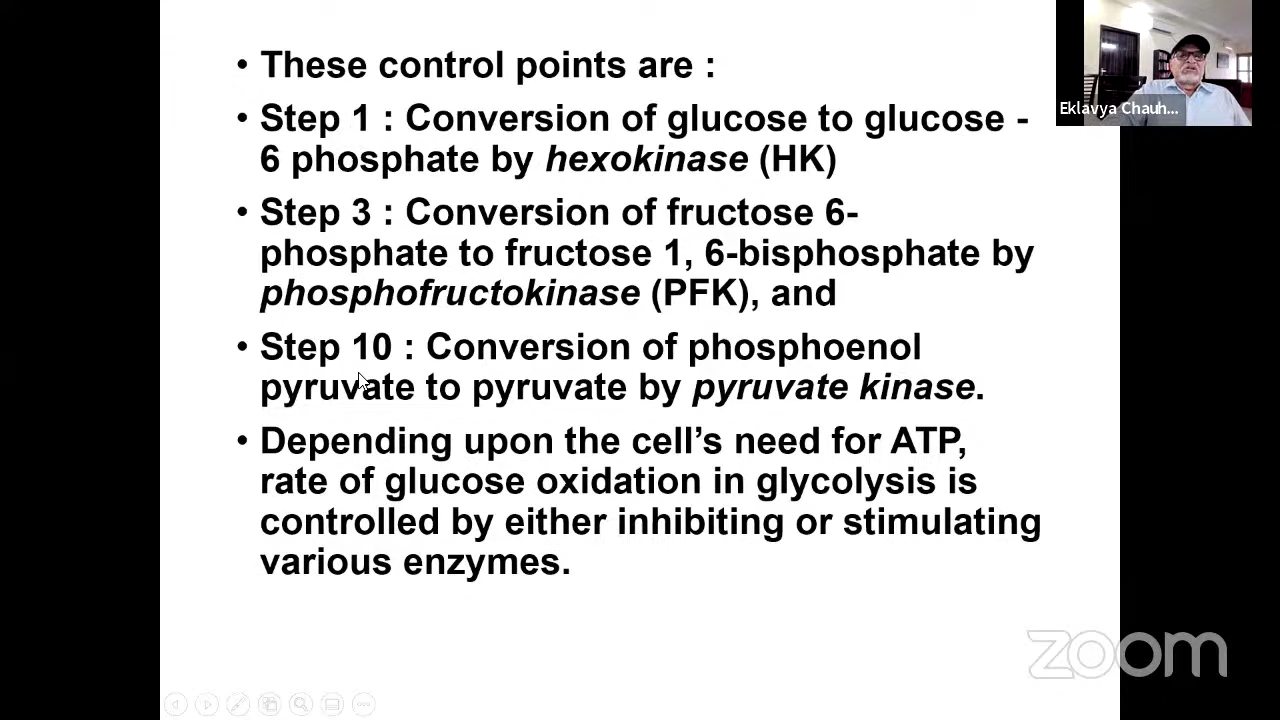 • These control points are :
• Step 1 : Conversion of glucose to glucose -
6 phosphate by hexokinase (HK)
• Step 3 : Conversion of fructose 6-
phosphate to fructose 1, 6-bisphosphate by
phosphofructokinase (PFK), and
• Step 10 : Conversion of phosphoenol
pyruvate to pyruvate by pyruvate kinase.
• Depending upon the cell’s need for ATP,
rate of glucose oxidation in glycolysis is
controlled by either inhibiting or stimulating
various enzymes.
Eklavya Chauh...
zoom